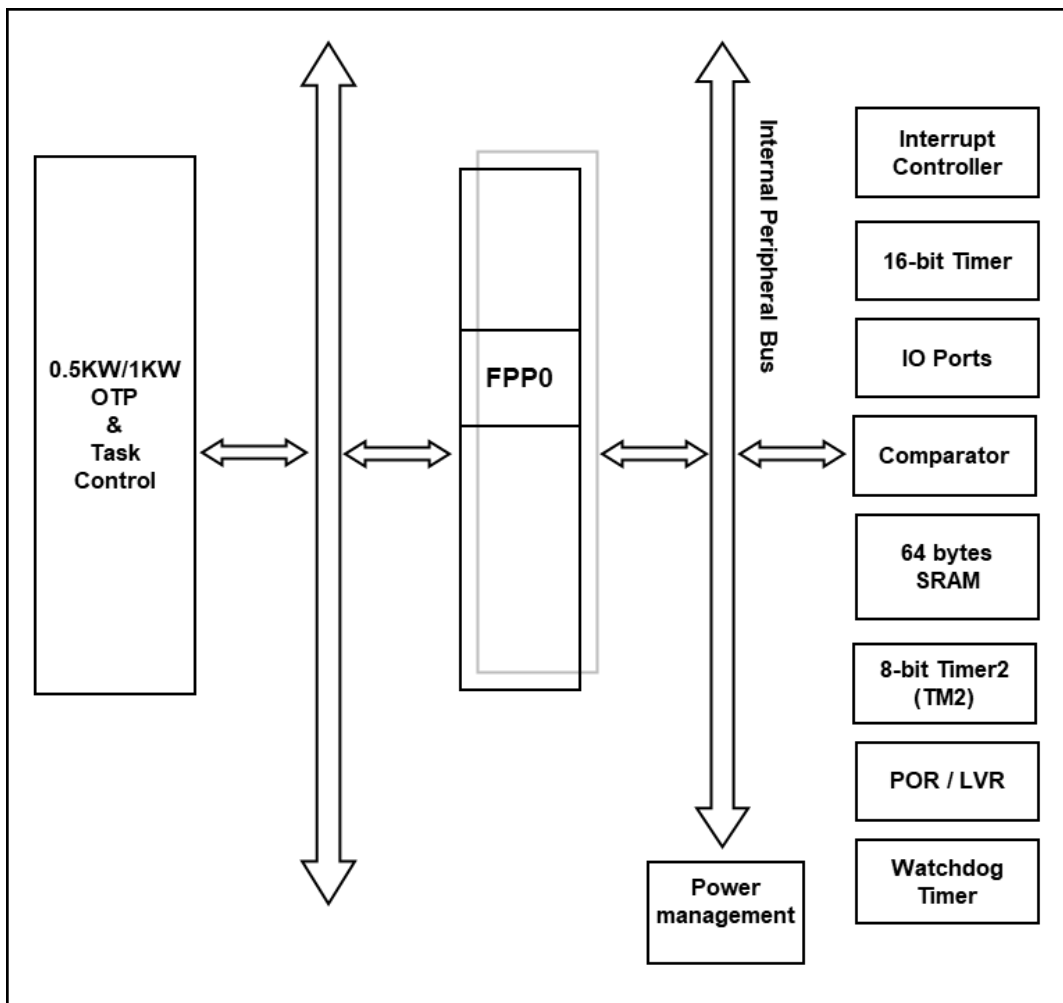 0.5KW/1KW
OTP
&
Task
Control
FPP0
Internal Peripheral Bus
Interrupt
Controller
16-bit Timer
IO Ports
Comparator
64 bytes
SRAM
8-bit Timer2
(TM2)
POR / LVR
Watchdog
Timer
Power
management